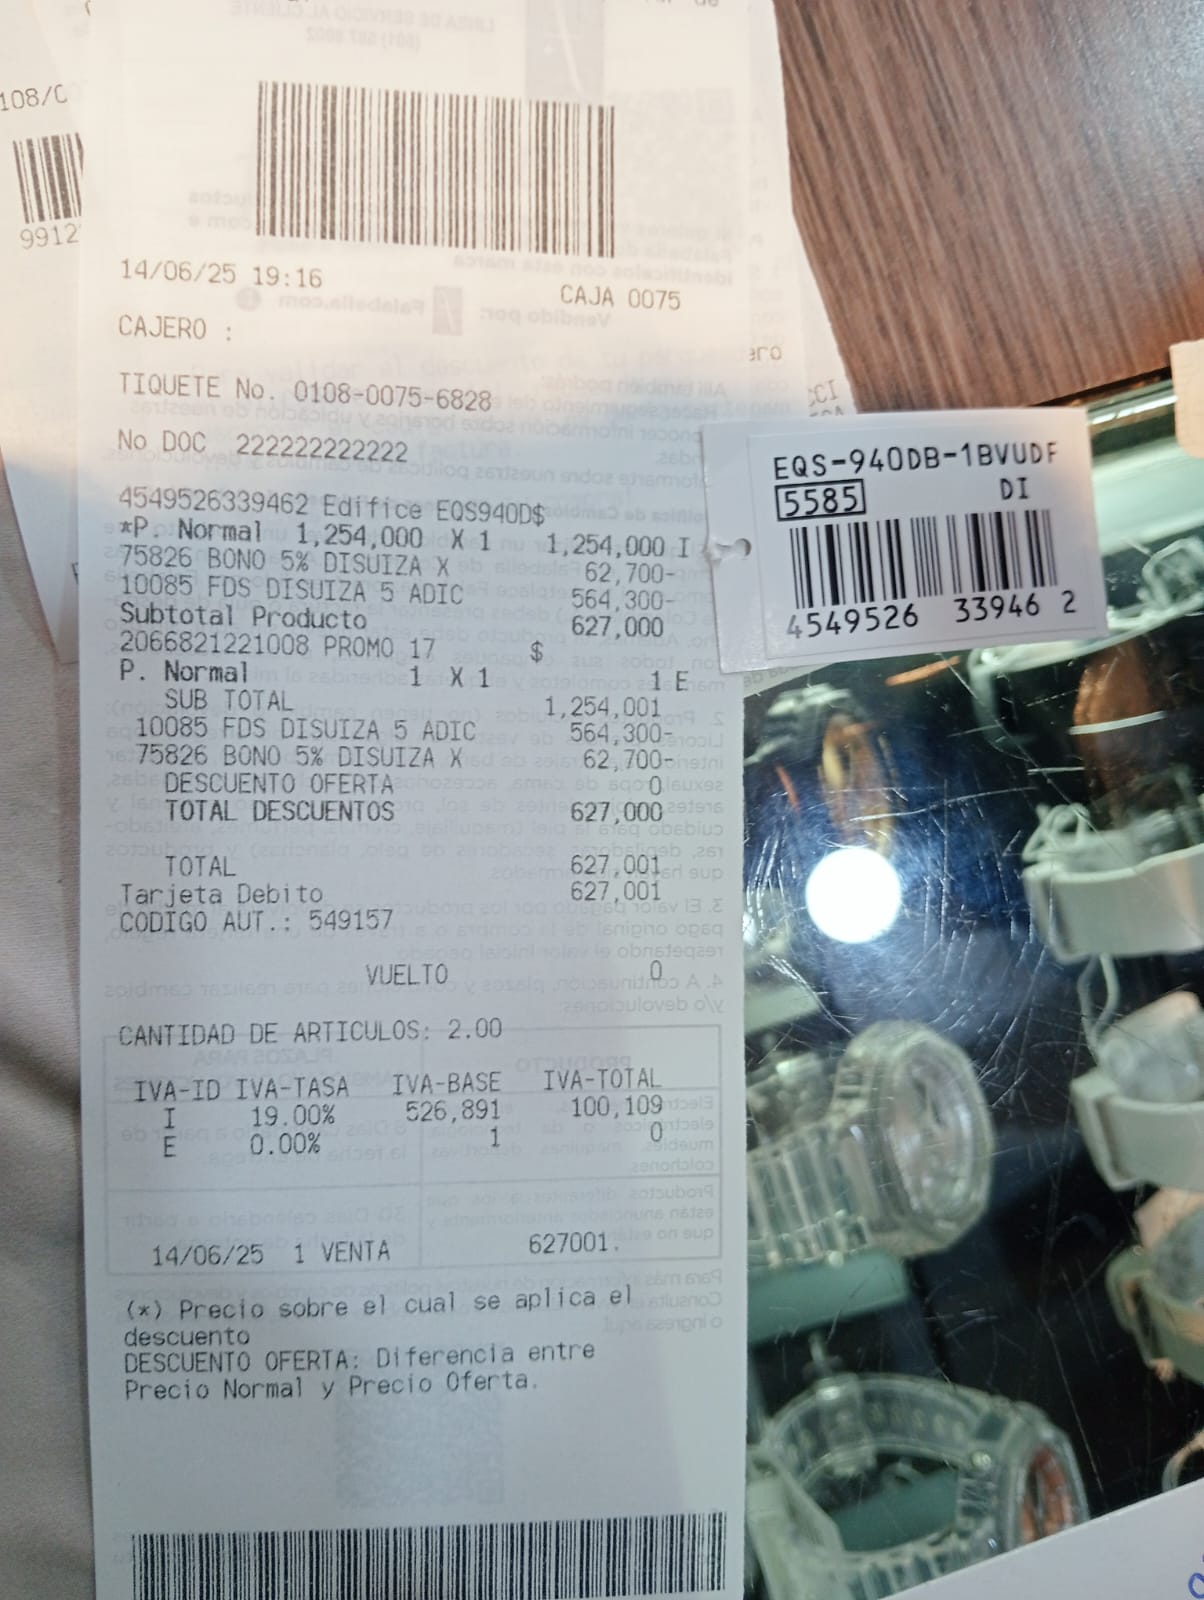 108/C
9912
14/06/25 19:16
CAJA 0075
CAJERO :
TIQUETE No. 0108-0075-6828
No DOC 222222222222
4549526339462 Edifice EQS940D$
*P. Normal 1,254,000 X 1 1,254,000 I
75826 BONO 5% DISUIZA X 62,700-
10085 FDS DISUIZA 5 ADIC 564,300-
Subtotal Producto 627,000
2066821221008 PROMO 17 $
P. Normal 1 X 1 1 E
SUB TOTAL 1,254,001
10085 FDS DISUIZA 5 ADIC 564,300-
75826 BONO 5% DISUIZA X 62,700-
DESCUENTO OFERTA 0
TOTAL DESCUENTOS 627,000
TOTAL 627,001
Tarjeta Debito 627,001
CODIGO AUT.: 549157
VUELTO 0
CANTIDAD DE ARTICULOS: 2.00
IVA-ID IVA-TASA IVA-BASE IVA-TOTAL
I 19.00% 526,891 100,109
E 0.00% 1 0
14/06/25 1 VENTA 627001.
(*) Precio sobre el cual se aplica el
descuento
DESCUENTO OFERTA: Diferencia entre
Precio Normal y Precio Oferta.
EQS-940DB-1BVUDF
5585 DI
4549526 33946 2